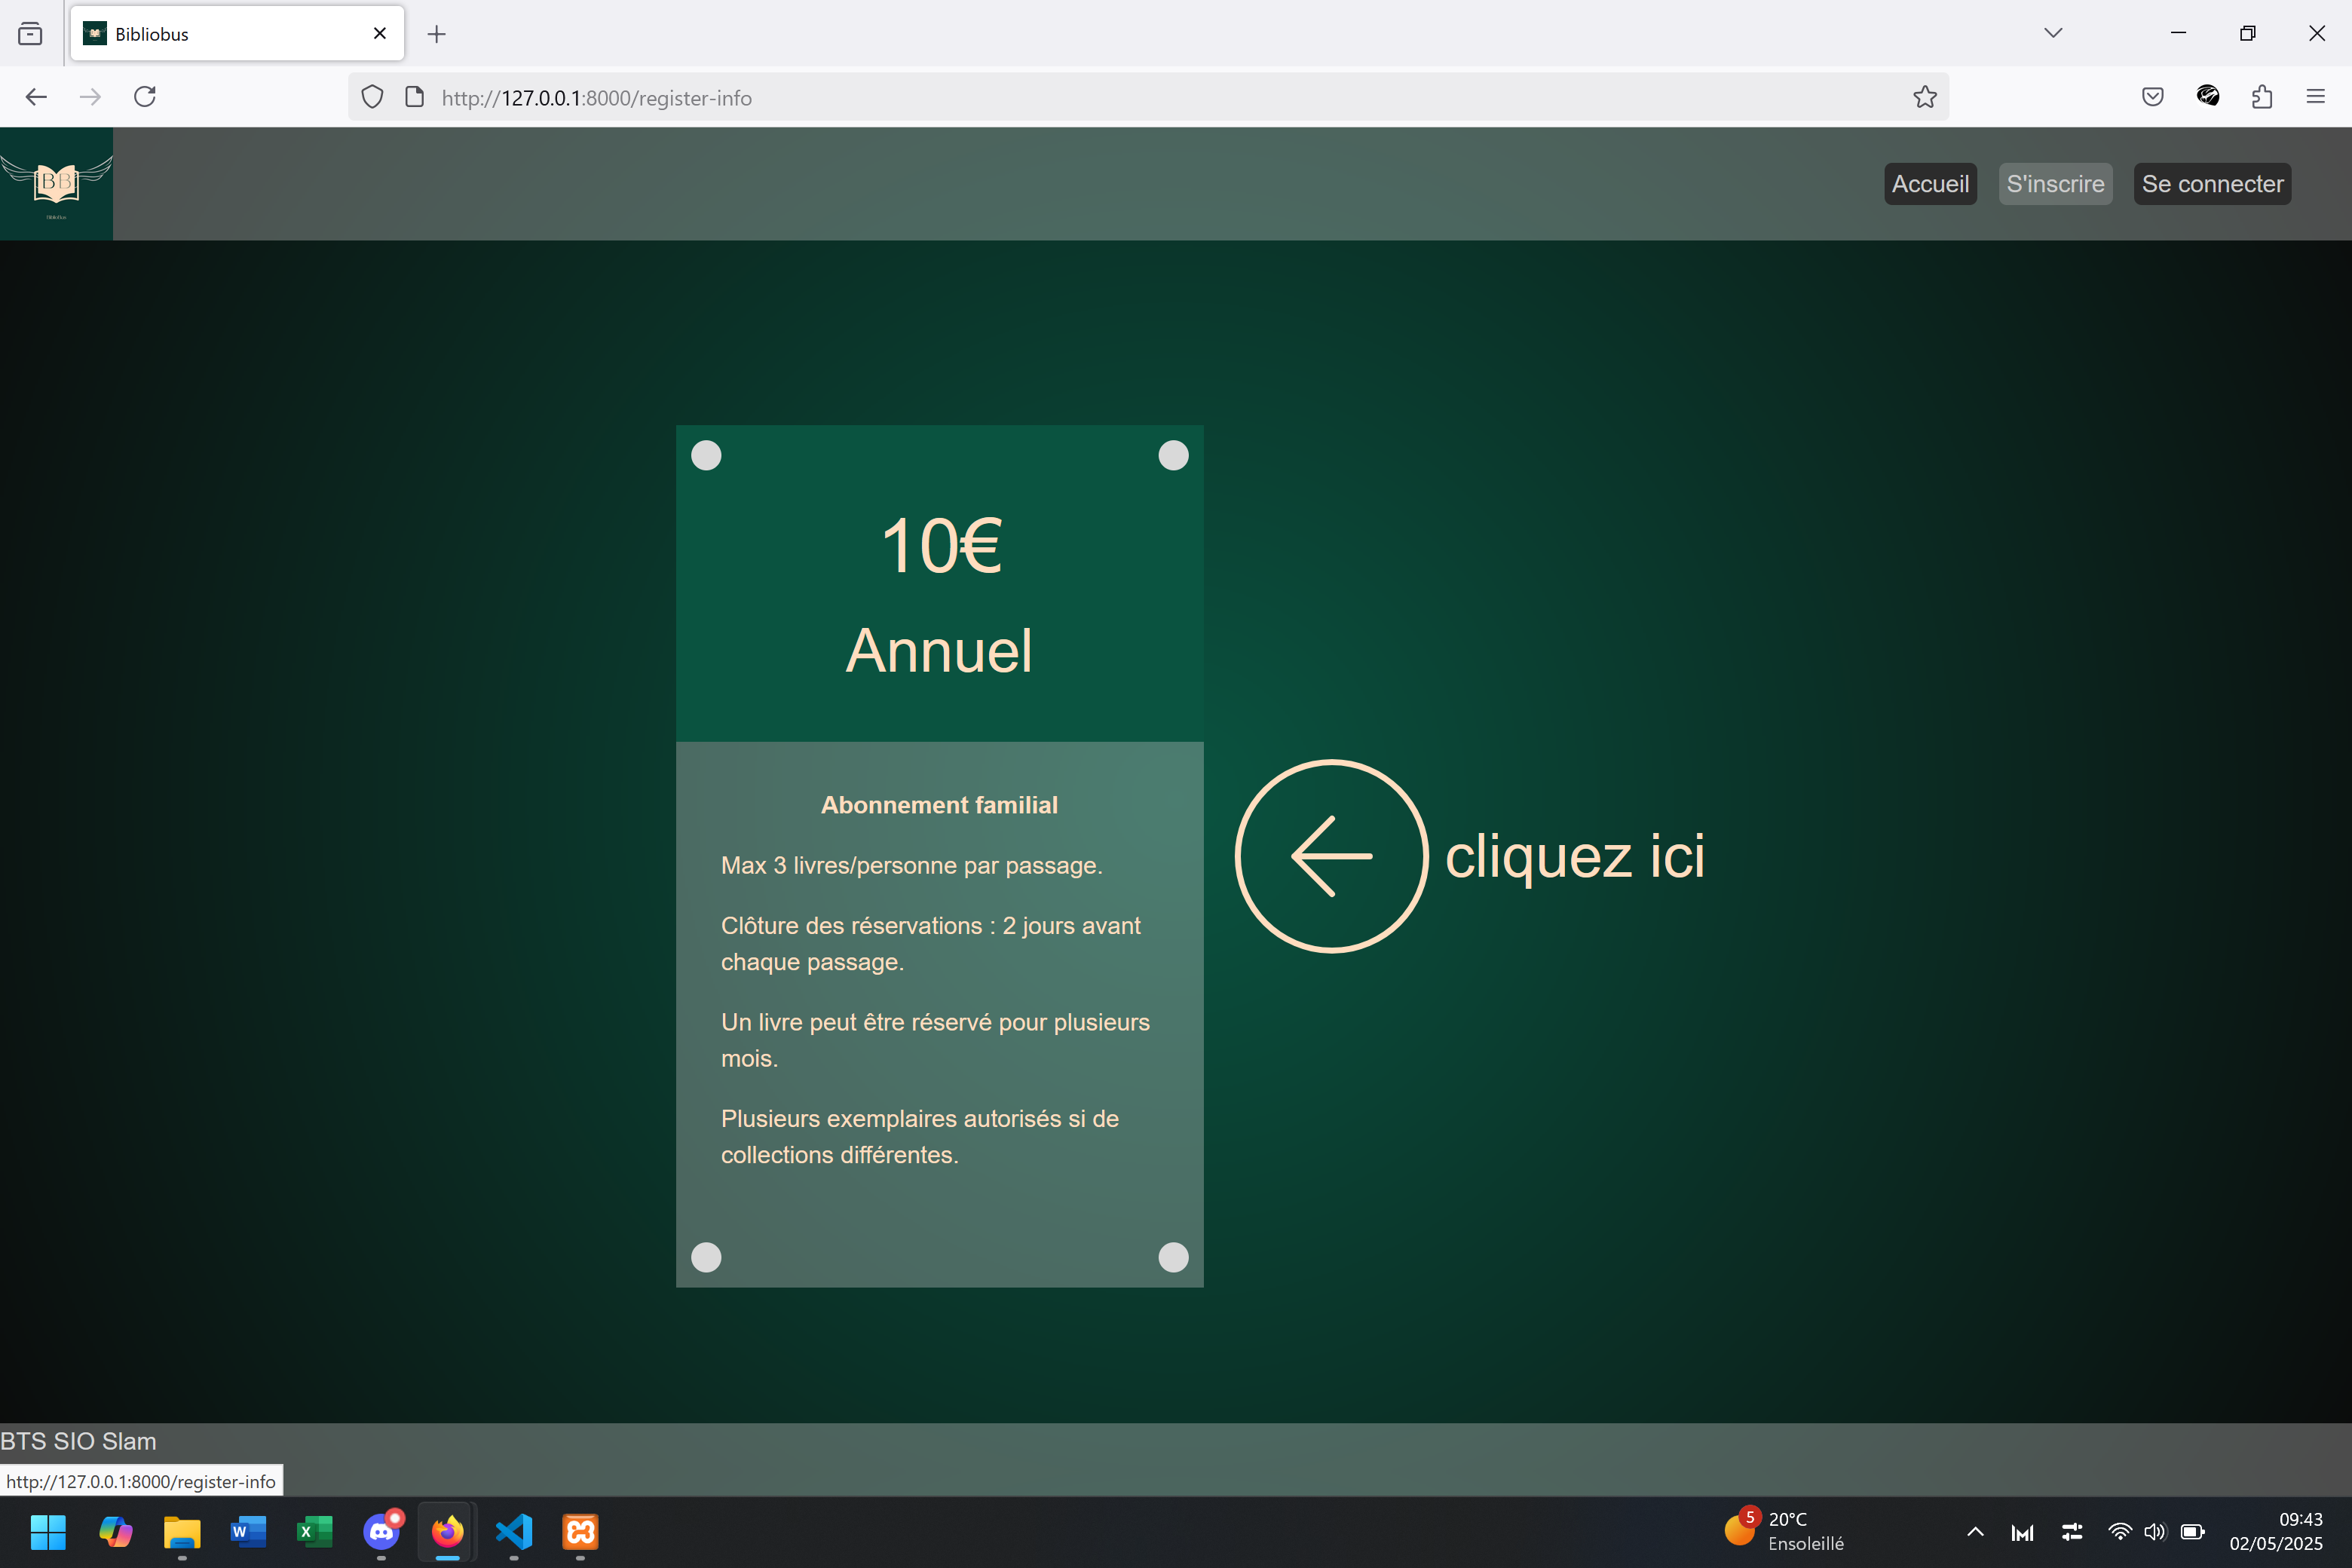 Bibliobus
http://127.0.0.1:8000/register-info
BB
Accueil
S'inscrire
Se connecter
10€
Annuel
Abonnement familial
Max 3 livres/personne par passage.
Clôture des réservations : 2 jours avant
chaque passage.
Un livre peut être réservé pour plusieurs
mois.
Plusieurs exemplaires autorisés si de
collections différentes.
cliquez ici
BTS SIO Slam
http://127.0.0.1:8000/register-info
W
X
5
20°C
Ensoleillé
09:43
02/05/2025